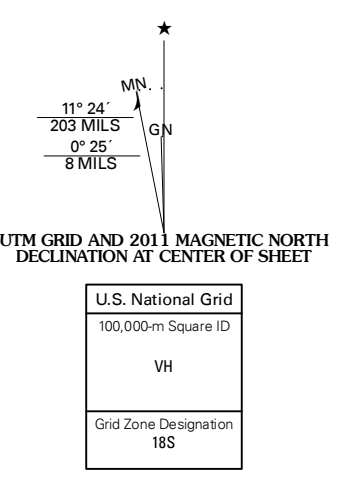 ★
MN
11° 24´
203 MILS
GN
0° 25´
8 MILS
UTM GRID AND 2011 MAGNETIC NORTH
DECLINATION AT CENTER OF SHEET
U.S. National Grid
100,000-m Square ID
VH
Grid Zone Designation
18S